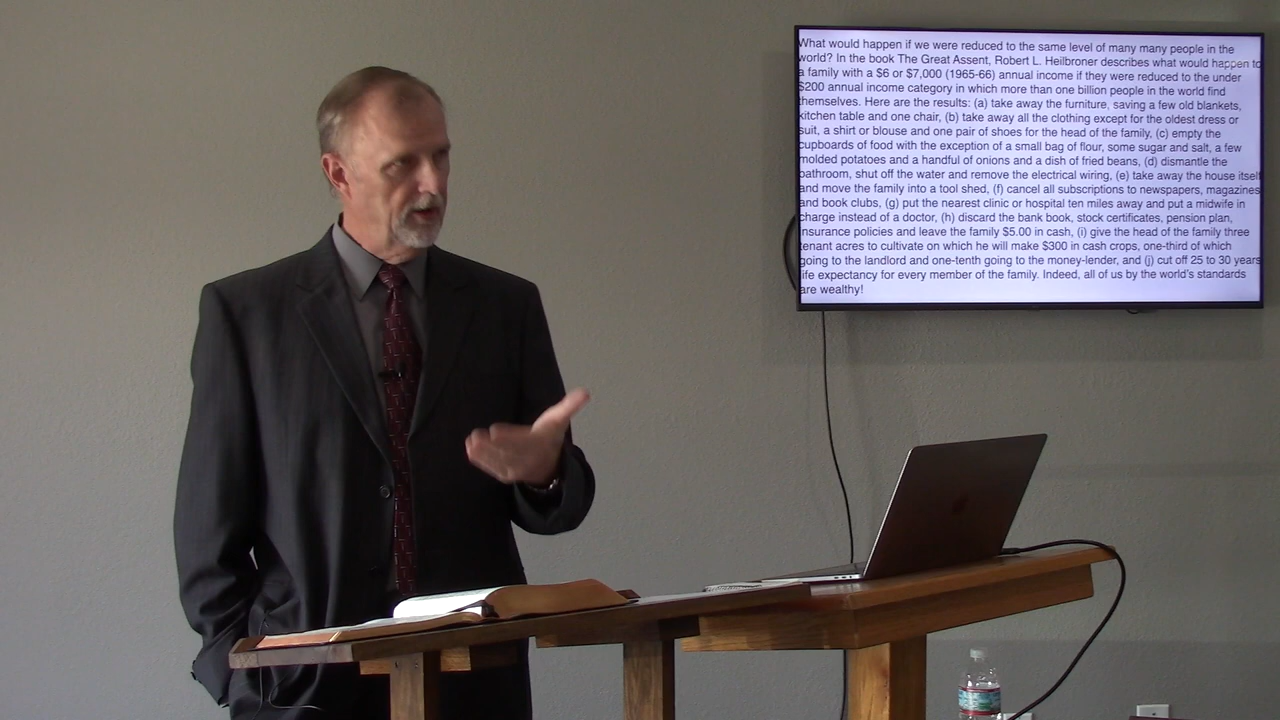 What would happen if we were reduced to the same level of many many people in the
world? In the book The Great Assent, Robert L. Heilbroner describes what would happen to
a family with a $6 or $7,000 (1965-66) annual income if they were reduced to the under
$200 annual income category in which more than one billion people in the world find
themselves. Here are the results: (a) take away the furniture, saving a few old blankets,
kitchen table and one chair, (b) take away all the clothing except for the oldest dress or
suit, a shirt or blouse and one pair of shoes for the head of the family, (c) empty the
cupboards of food with the exception of a small bag of flour, some sugar and salt, a few
molded potatoes and a handful of onions and a dish of fried beans, (d) dismantle the
bathroom, shut off the water and remove the electrical wiring, (e) take away the house itself
and move the family into a tool shed, (f) cancel all subscriptions to newspapers, magazines
and book clubs, (g) put the nearest clinic or hospital ten miles away and put a midwife in
charge instead of a doctor, (h) discard the bank book, stock certificates, pension plan,
insurance policies and leave the family $5.00 in cash, (i) give the head of the family three
tenant acres to cultivate on which he will make $300 in cash crops, one-third of which
going to the landlord and one-tenth going to the money-lender, and (j) cut off 25 to 30 years
life expectancy for every member of the family. Indeed, all of us by the world's standards
are wealthy!